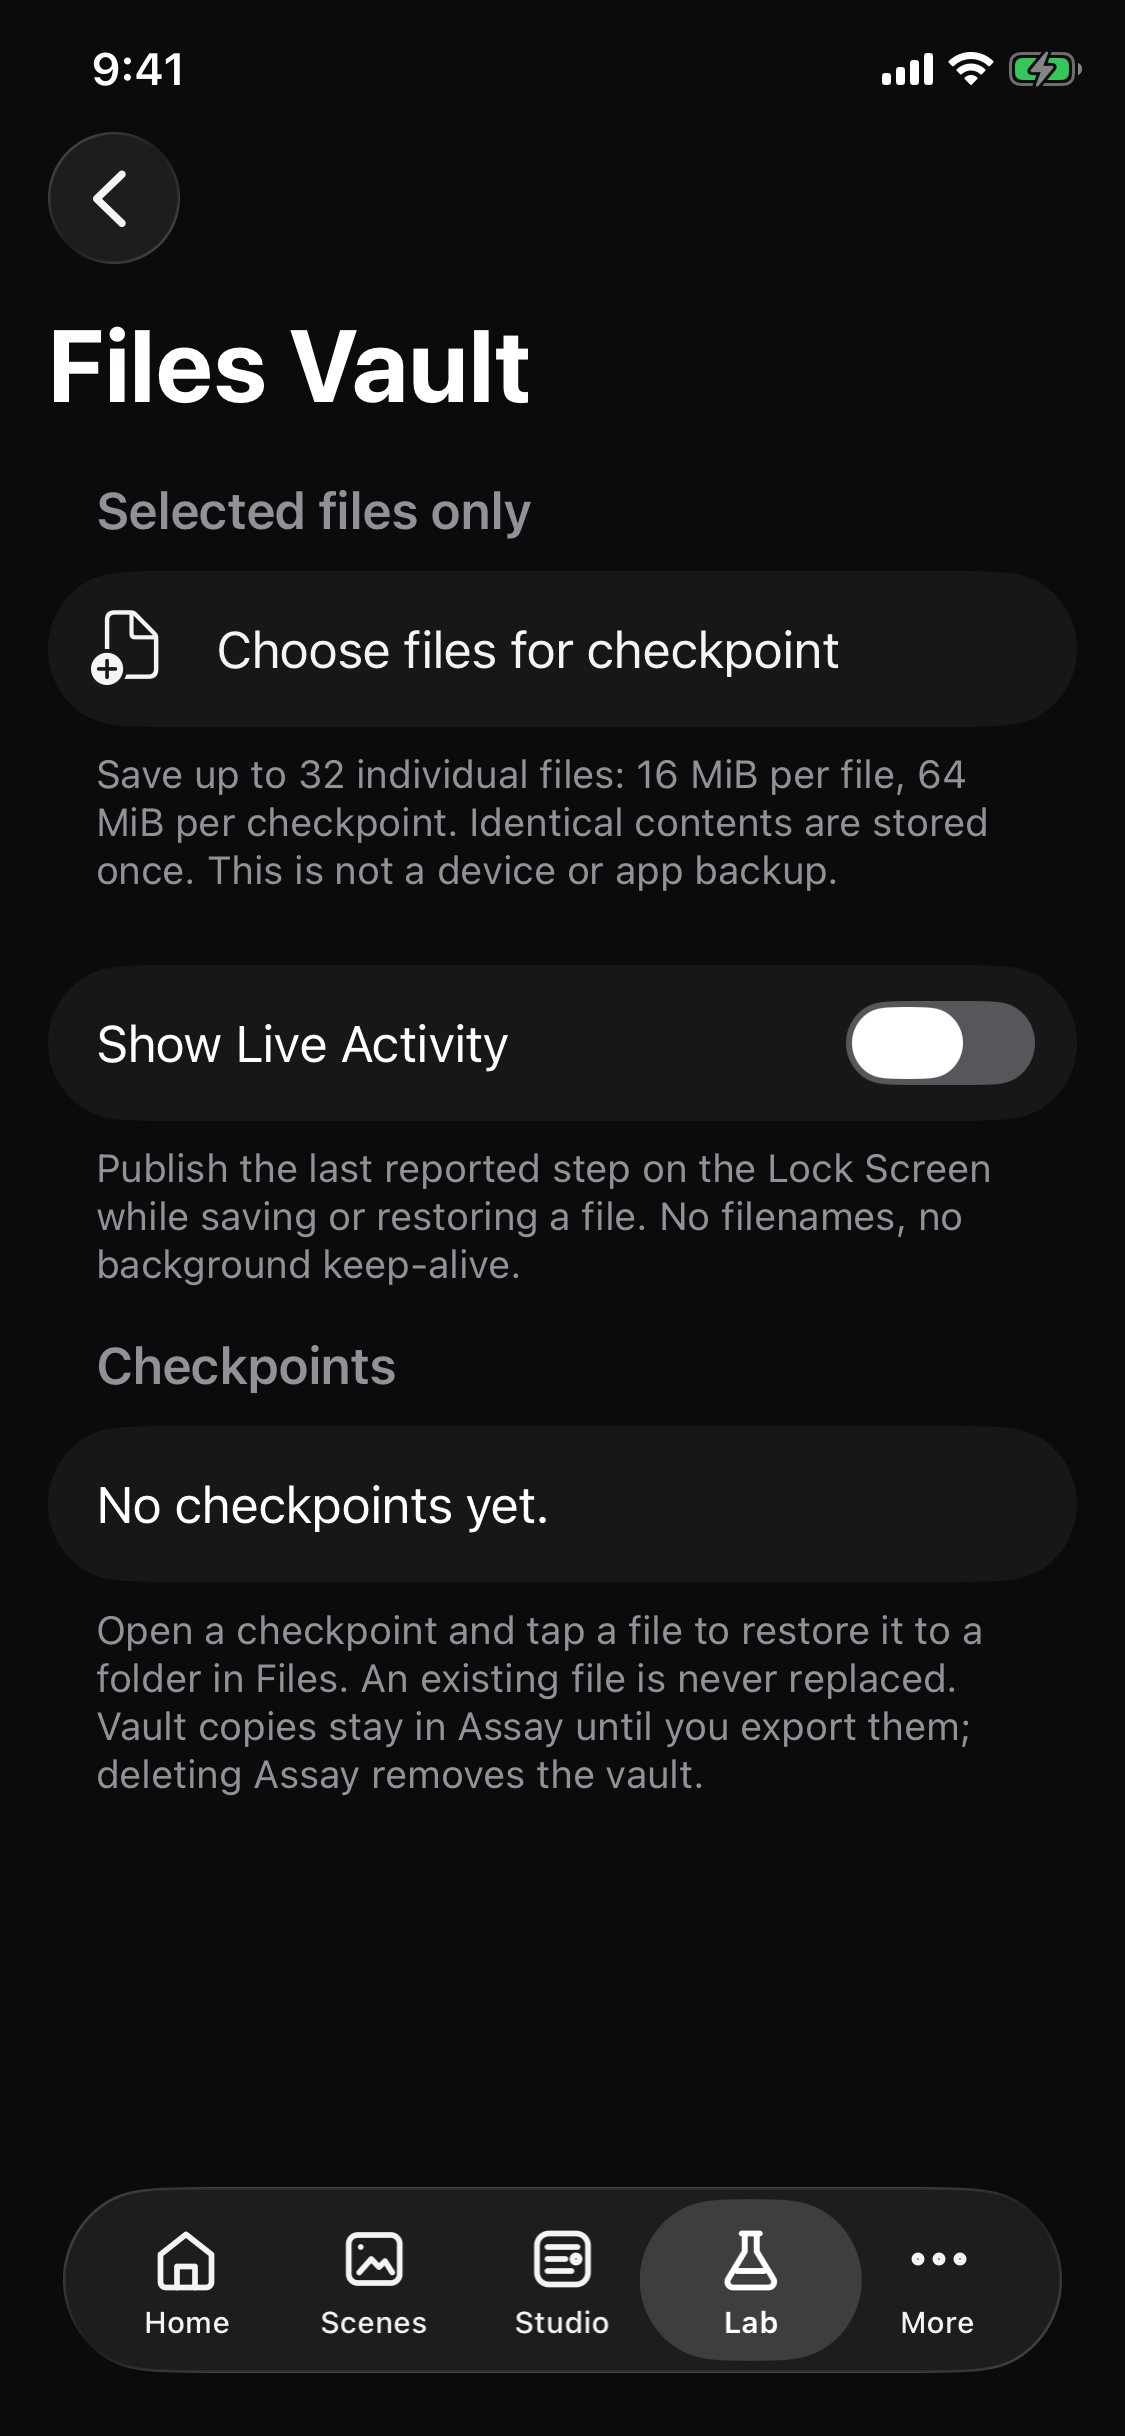 9:41
Files Vault
Selected files only
Choose files for checkpoint
Save up to 32 individual files: 16 MiB per file, 64
MiB per checkpoint. Identical contents are stored
once. This is not a device or app backup.
Show Live Activity
Publish the last reported step on the Lock Screen
while saving or restoring a file. No filenames, no
background keep-alive.
Checkpoints
No checkpoints yet.
Open a checkpoint and tap a file to restore it to a
folder in Files. An existing file is never replaced.
Vault copies stay in Assay until you export them;
deleting Assay removes the vault.
Home Scenes Studio Lab More